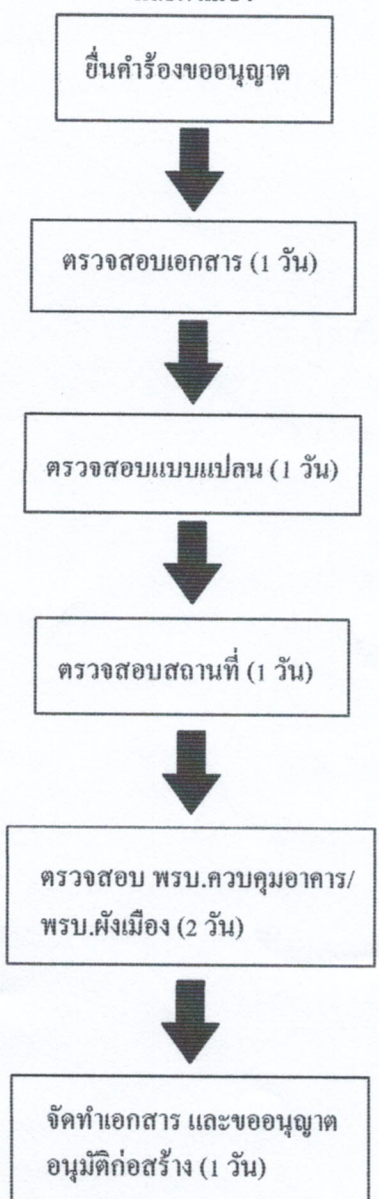 ยื่นคำร้องขออนุญาต
ตรวจสอบเอกสาร (1 วัน)
ตรวจสอบแบบแปลน (1 วัน)
ตรวจสอบสถานที่ (1 วัน)
ตรวจสอบ พรบ.ควบคุมอาคาร/
พรบ.ผังเมือง (2 วัน)
จัดทำเอกสาร และขออนุญาต
อนุมัติก่อสร้าง (1 วัน)